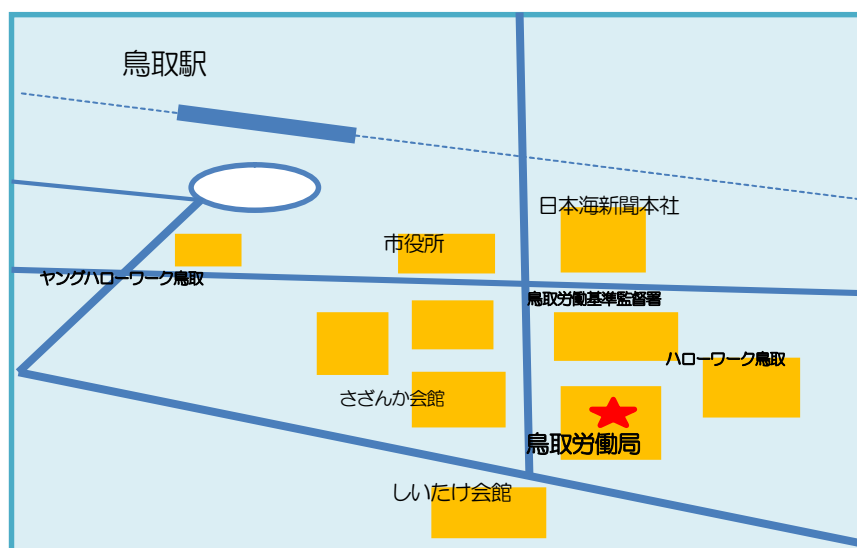 鳥取駅
日本海新聞本社
市役所
ヤングハローワーク鳥取
鳥取労働基準監督署
ハローワーク鳥取
さざんか会館
鳥取労働局
しいたけ会館